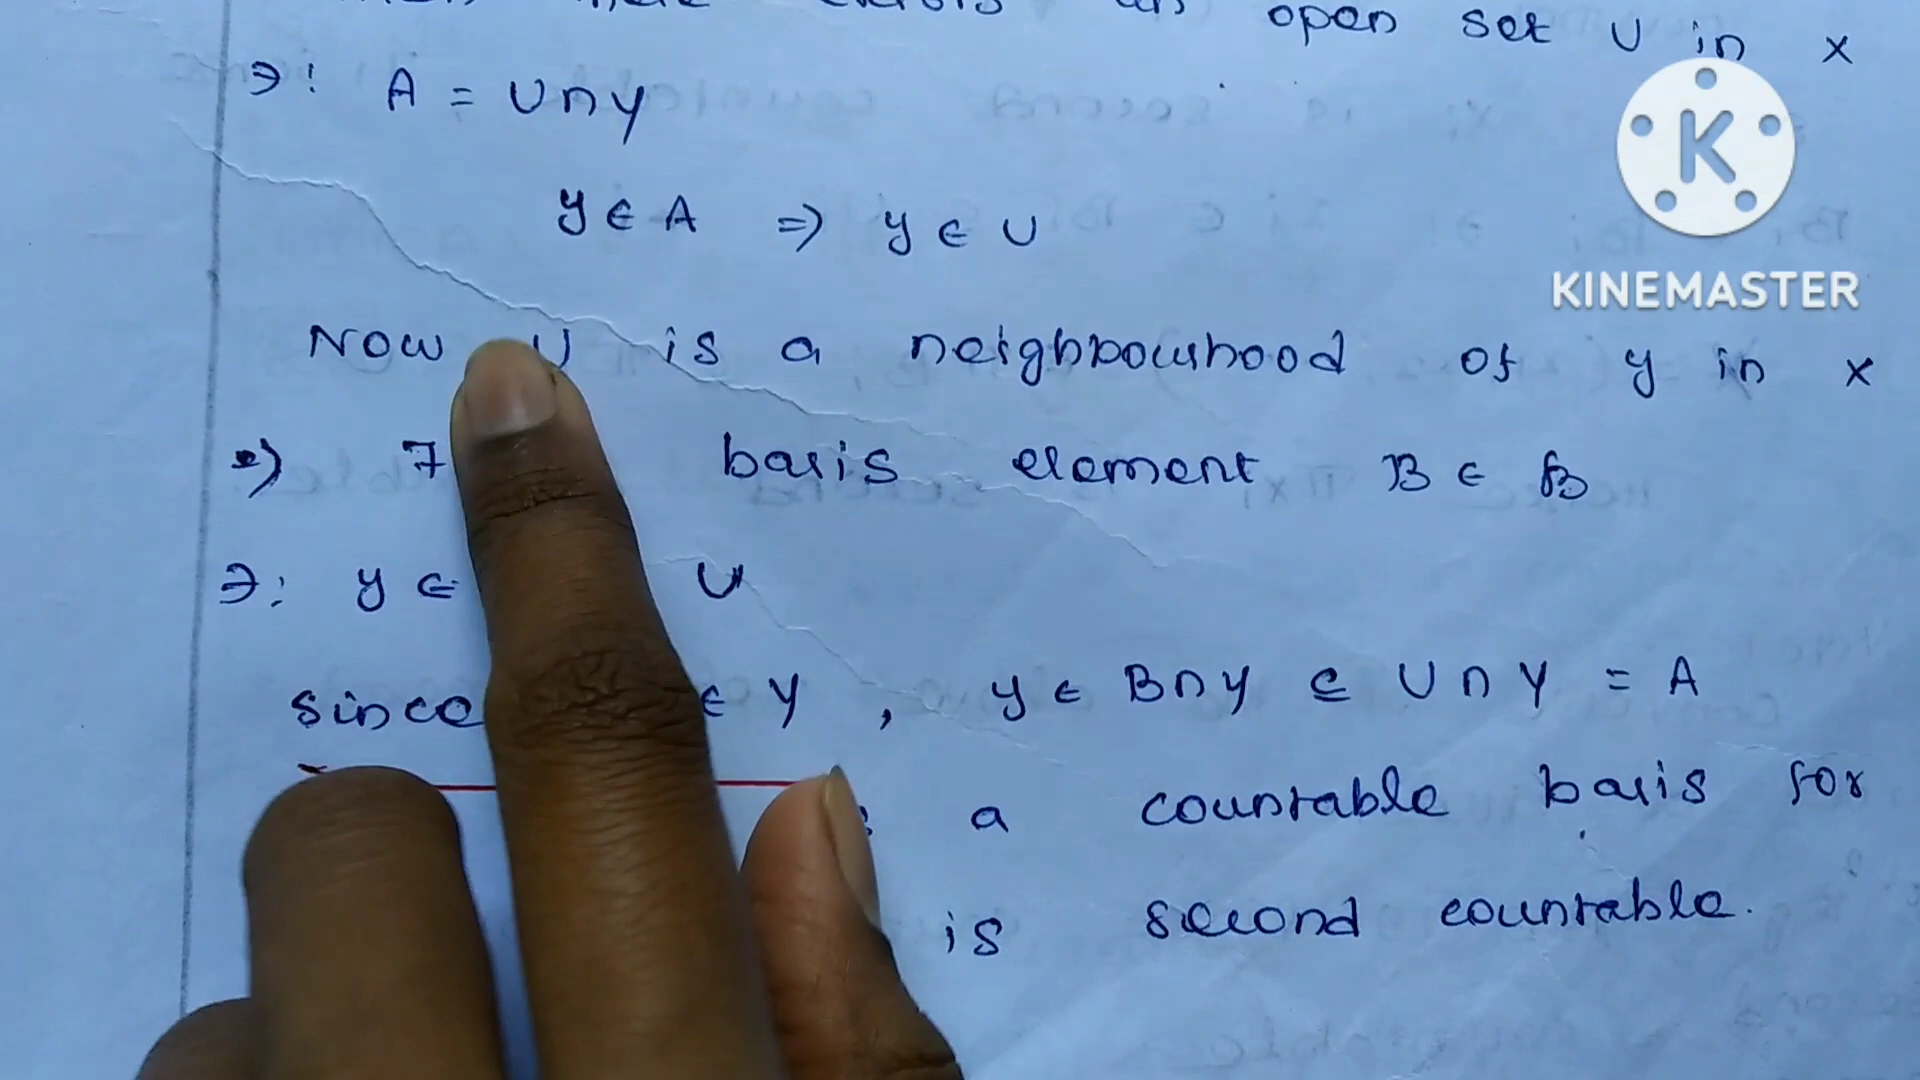 open set U in X
∋: A = U∩Y
y ∈ A ⇒ y ∈ U
Now U is a neighbourhood of y in X
⇒ ∃ basis element B ∈ ℬ
∋: y ∈ U
since ∈ Y , y ∈ B∩Y ⊆ U∩Y = A
a countable basis for
is second countable.
KINEMASTER